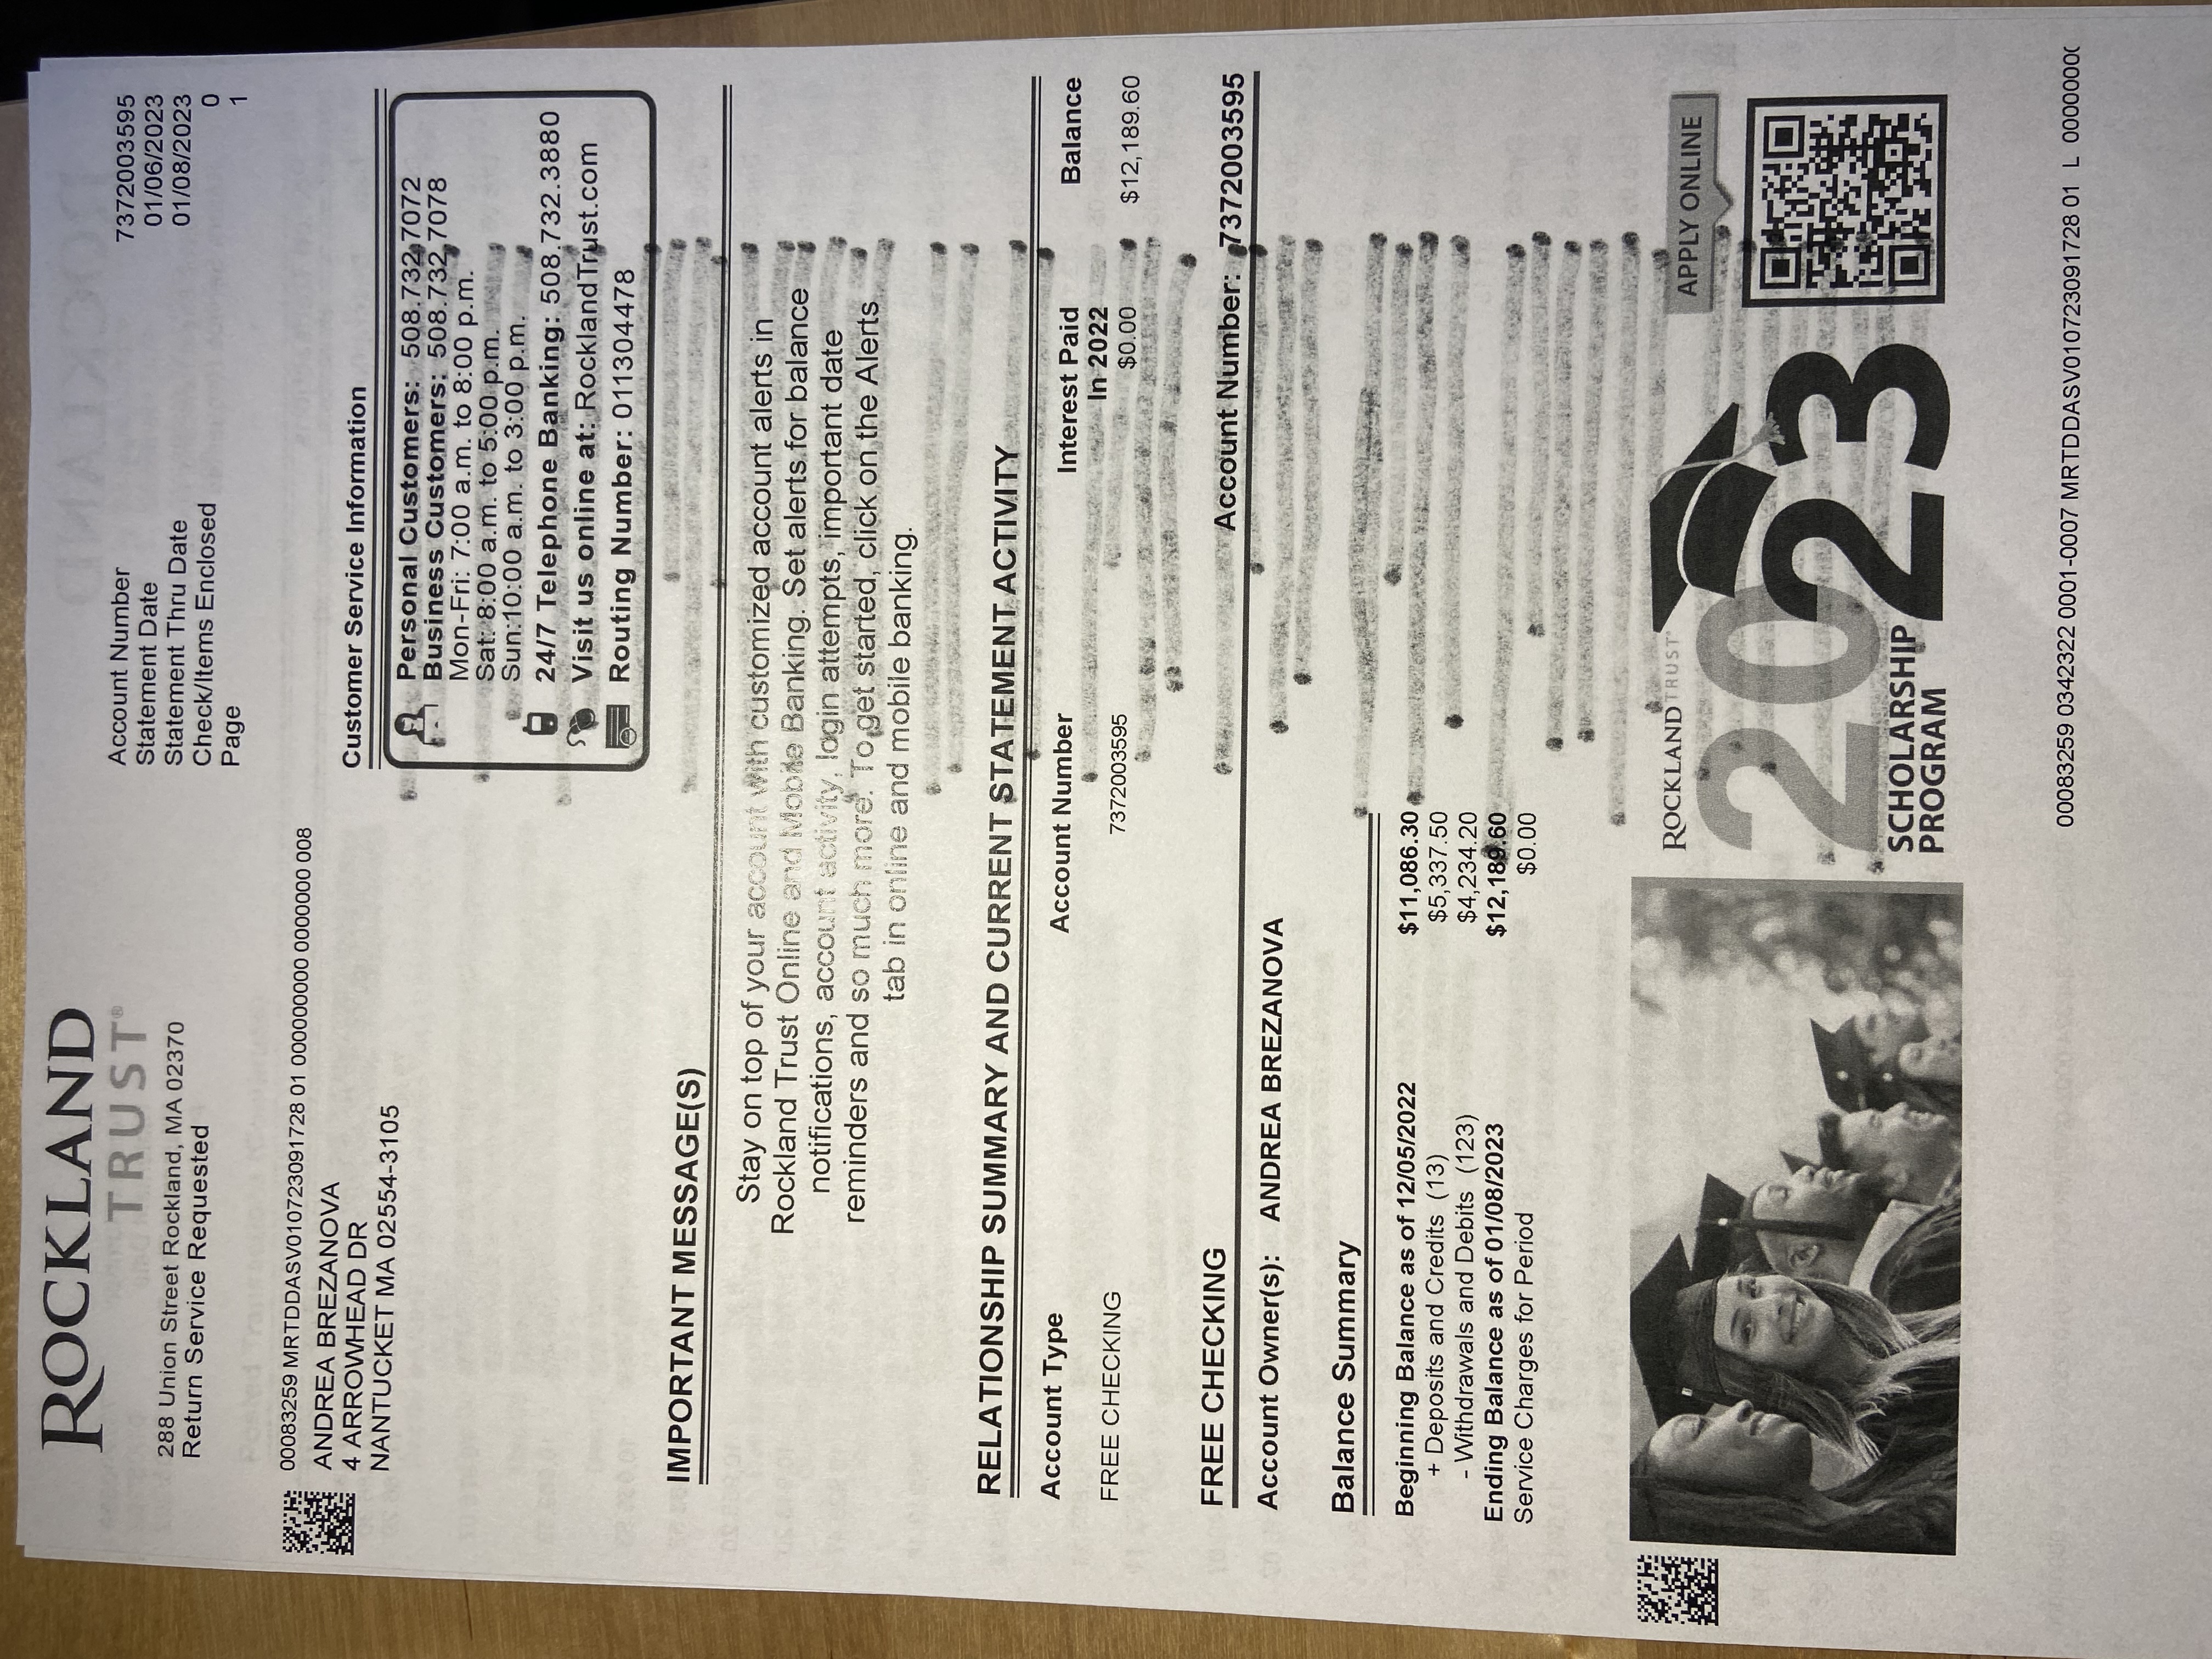 ROCKLAND
TRUST®
288 Union Street Rockland, MA 02370
Return Service Requested
Account Number 7372003595
Statement Date 01/06/2023
Statement Thru Date 01/08/2023
Check/Items Enclosed 0
Page 1
00083259 MRTDDASV010723091728 01 000000000 0000000 008
ANDREA BREZANOVA
4 ARROWHEAD DR
NANTUCKET MA 02554-3105
Customer Service Information
Personal Customers: 508.732.7072
Business Customers: 508.732.7078
Mon-Fri: 7:00 a.m. to 8:00 p.m.
Sat: 8:00 a.m. to 5:00 p.m.
Sun:10:00 a.m. to 3:00 p.m.
24/7 Telephone Banking: 508.732.3880
Visit us online at: RocklandTrust.com
Routing Number: 011304478
IMPORTANT MESSAGE(S)
Stay on top of your account with customized account alerts in
Rockland Trust Online and Mobile Banking. Set alerts for balance
notifications, account activity, login attempts, important date
reminders and so much more. To get started, click on the Alerts
tab in online and mobile banking.
RELATIONSHIP SUMMARY AND CURRENT STATEMENT ACTIVITY
Account Type Account Number Interest Paid Balance
In 2022
FREE CHECKING 7372003595 $0.00 $12,189.60
FREE CHECKING Account Number: 7372003595
Account Owner(s): ANDREA BREZANOVA
Balance Summary
Beginning Balance as of 12/05/2022 $11,086.30
+ Deposits and Credits (13) $5,337.50
- Withdrawals and Debits (123) $4,234.20
Ending Balance as of 01/08/2023 $12,189.60
Service Charges for Period $0.00
ROCKLAND TRUST®
2023
SCHOLARSHIP
PROGRAM
APPLY ONLINE
00083259 0342322 0001-0007 MRTDDASV010723091728 01 L 0000000